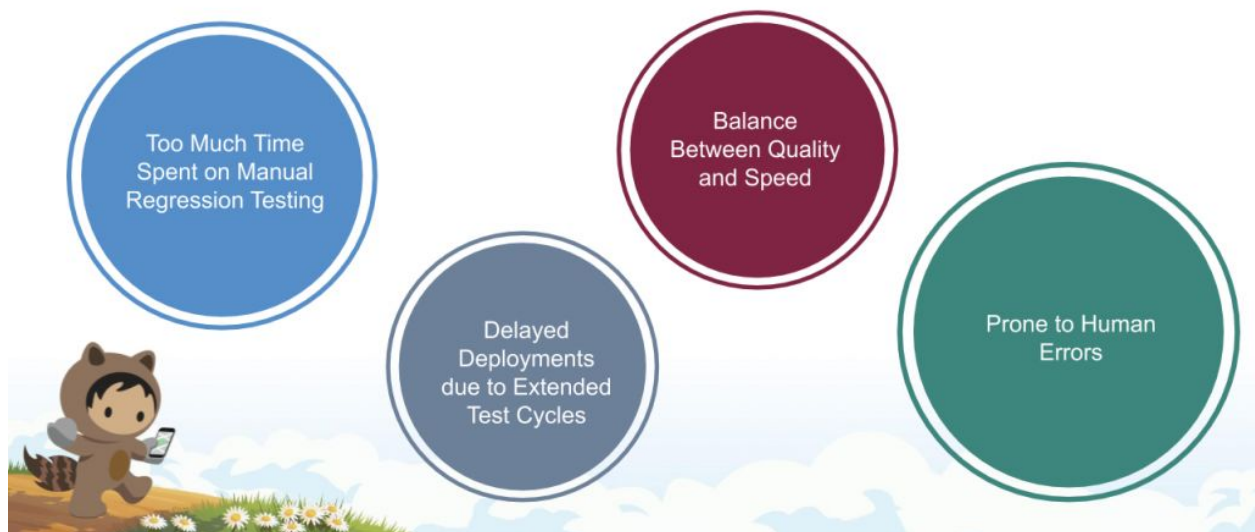 Too Much Time
Spent on Manual
Regression Testing
Delayed
Deployments
due to Extended
Test Cycles
Balance
Between Quality
and Speed
Prone to Human
Errors